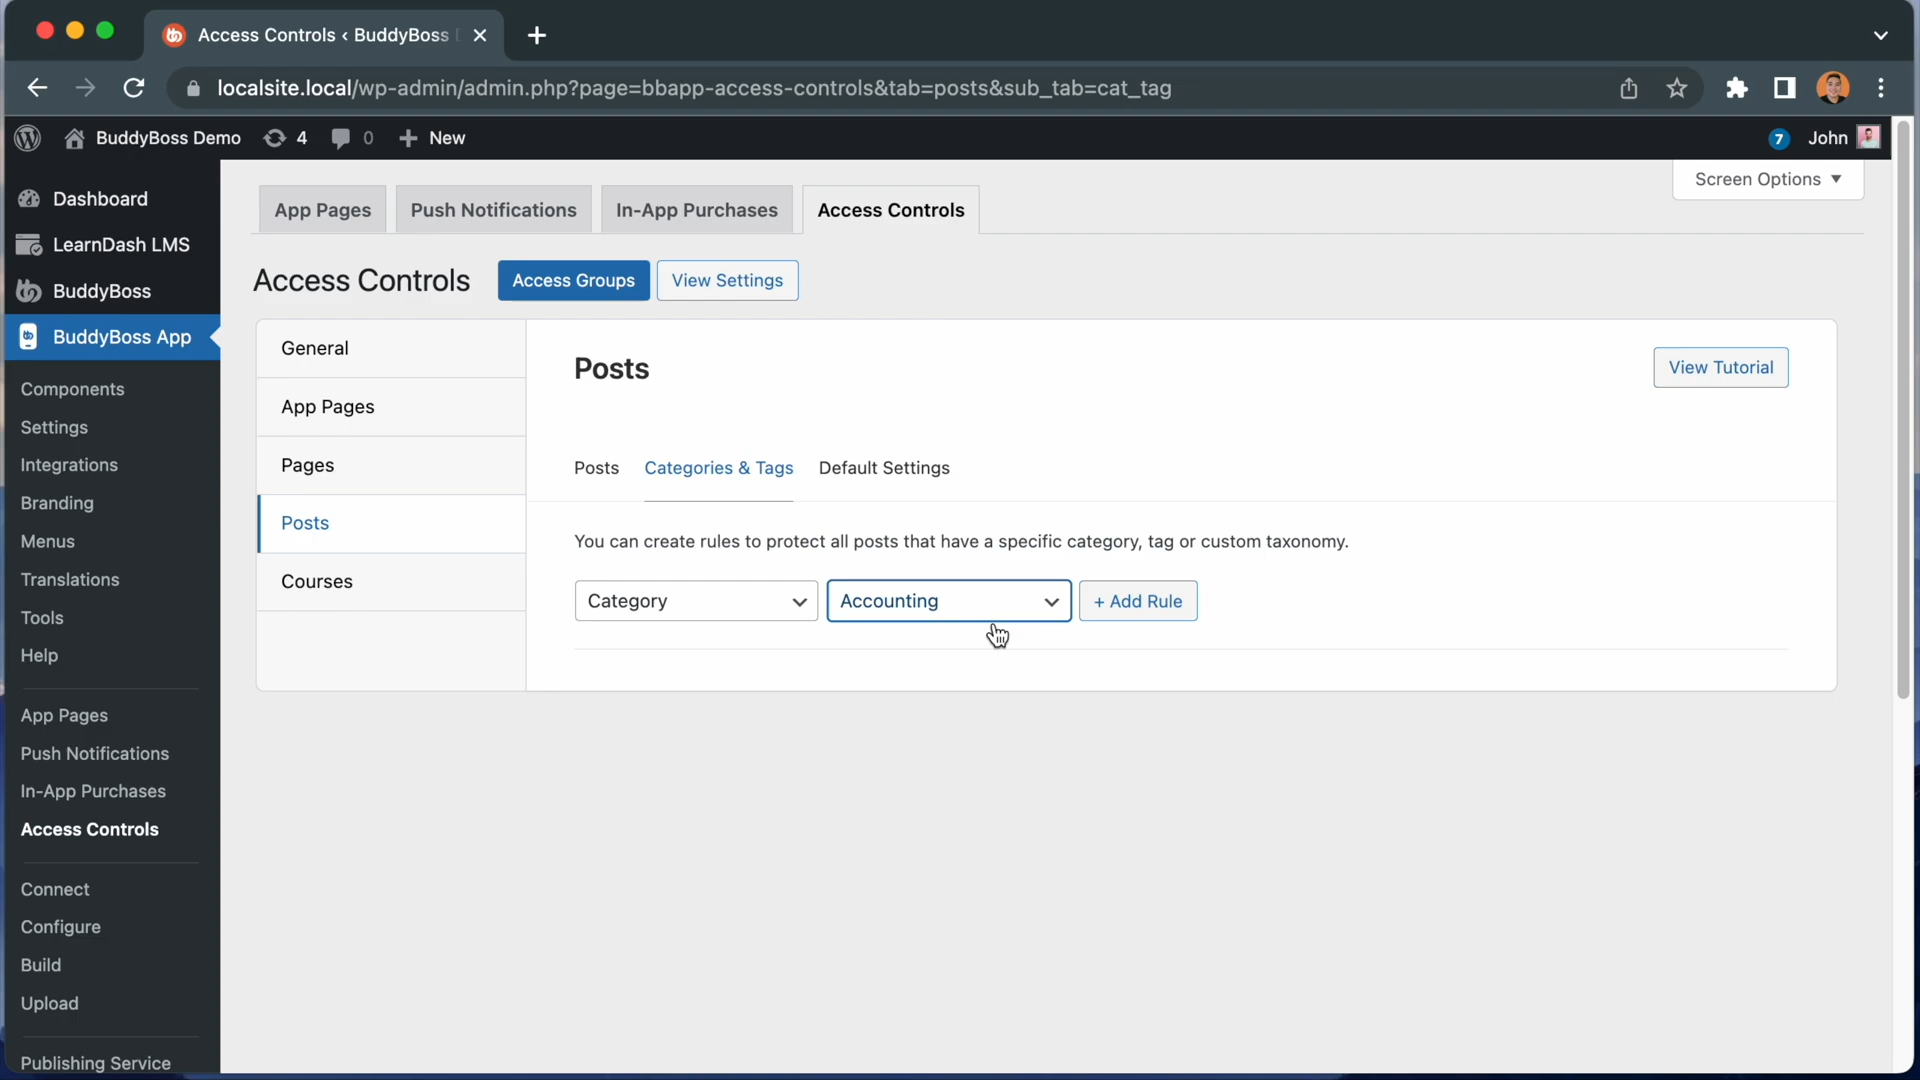 Access Controls ‹ BuddyBoss
localsite.local/wp-admin/admin.php?page=bbapp-access-controls&tab=posts&sub_tab=cat_tag
BuddyBoss Demo 4 0 New 7 John
Screen Options
Dashboard
LearnDash LMS
BuddyBoss
BuddyBoss App
Components
Settings
Integrations
Branding
Menus
Translations
Tools
Help
App Pages
Push Notifications
In-App Purchases
Access Controls
Connect
Configure
Build
Upload
Publishing Service
App Pages Push Notifications In-App Purchases Access Controls
Access Controls Access Groups View Settings
General
App Pages
Pages
Posts
Courses
Posts View Tutorial
Posts Categories & Tags Default Settings
You can create rules to protect all posts that have a specific category, tag or custom taxonomy.
Category Accounting + Add Rule